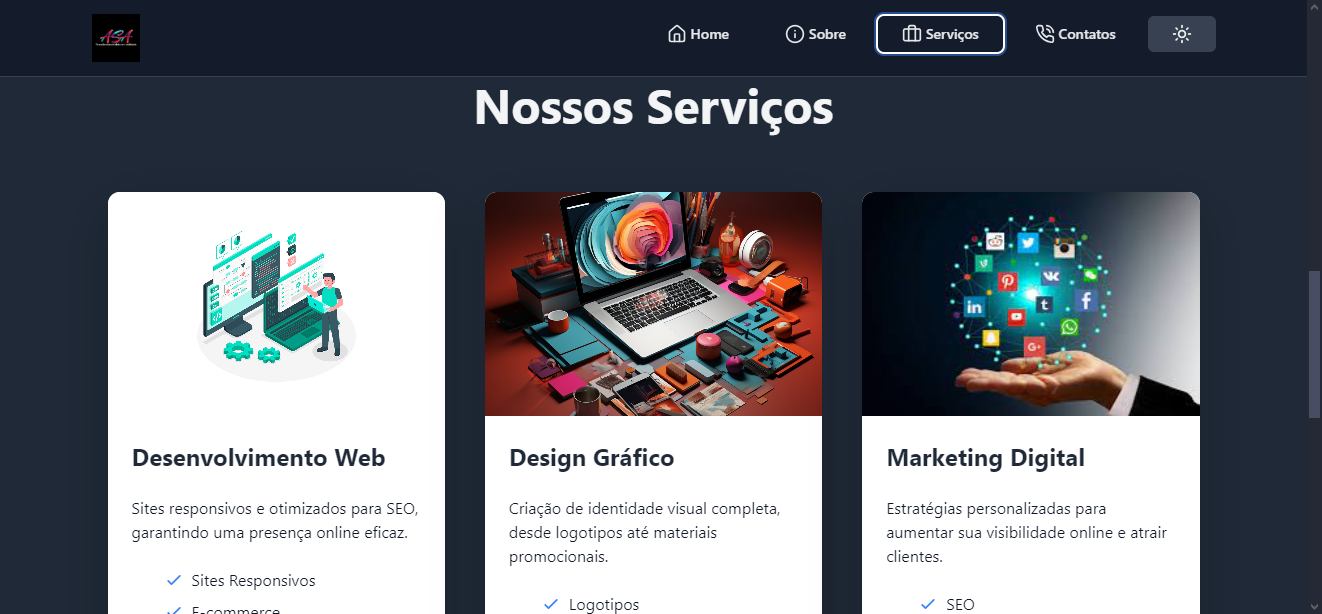 ASA
Home
Sobre
Serviços
Contatos
Nossos Serviços
Desenvolvimento Web
Sites responsivos e otimizados para SEO,
garantindo uma presença online eficaz.
Sites Responsivos
E-commerce
Design Gráfico
Criação de identidade visual completa,
desde logotipos até materiais
promocionais.
Logotipos
Marketing Digital
Estratégias personalizadas para
aumentar sua visibilidade online e atrair
clientes.
SEO